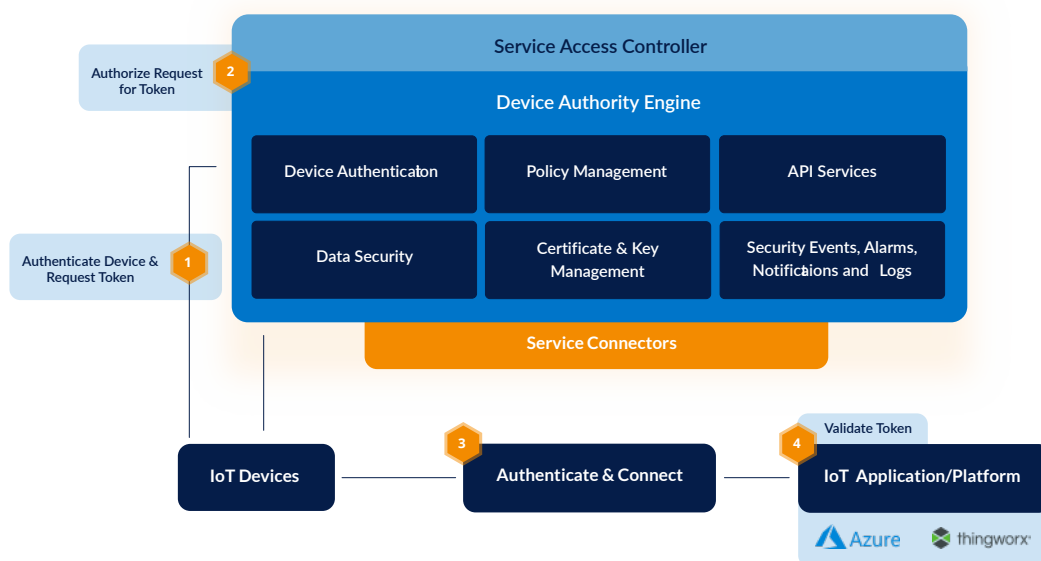 Service Access Controller
2
Authorize Request
for Token
Device Authority Engine
Device Authentication
Policy Management
API Services
1
Authenticate Device &
Request Token
Data Security
Certificate & Key
Management
Security Events, Alarms,
Notifications and Logs
Service Connectors
IoT Devices
3
Authenticate & Connect
4
Validate Token
IoT Application/Platform
Azure
thingworx